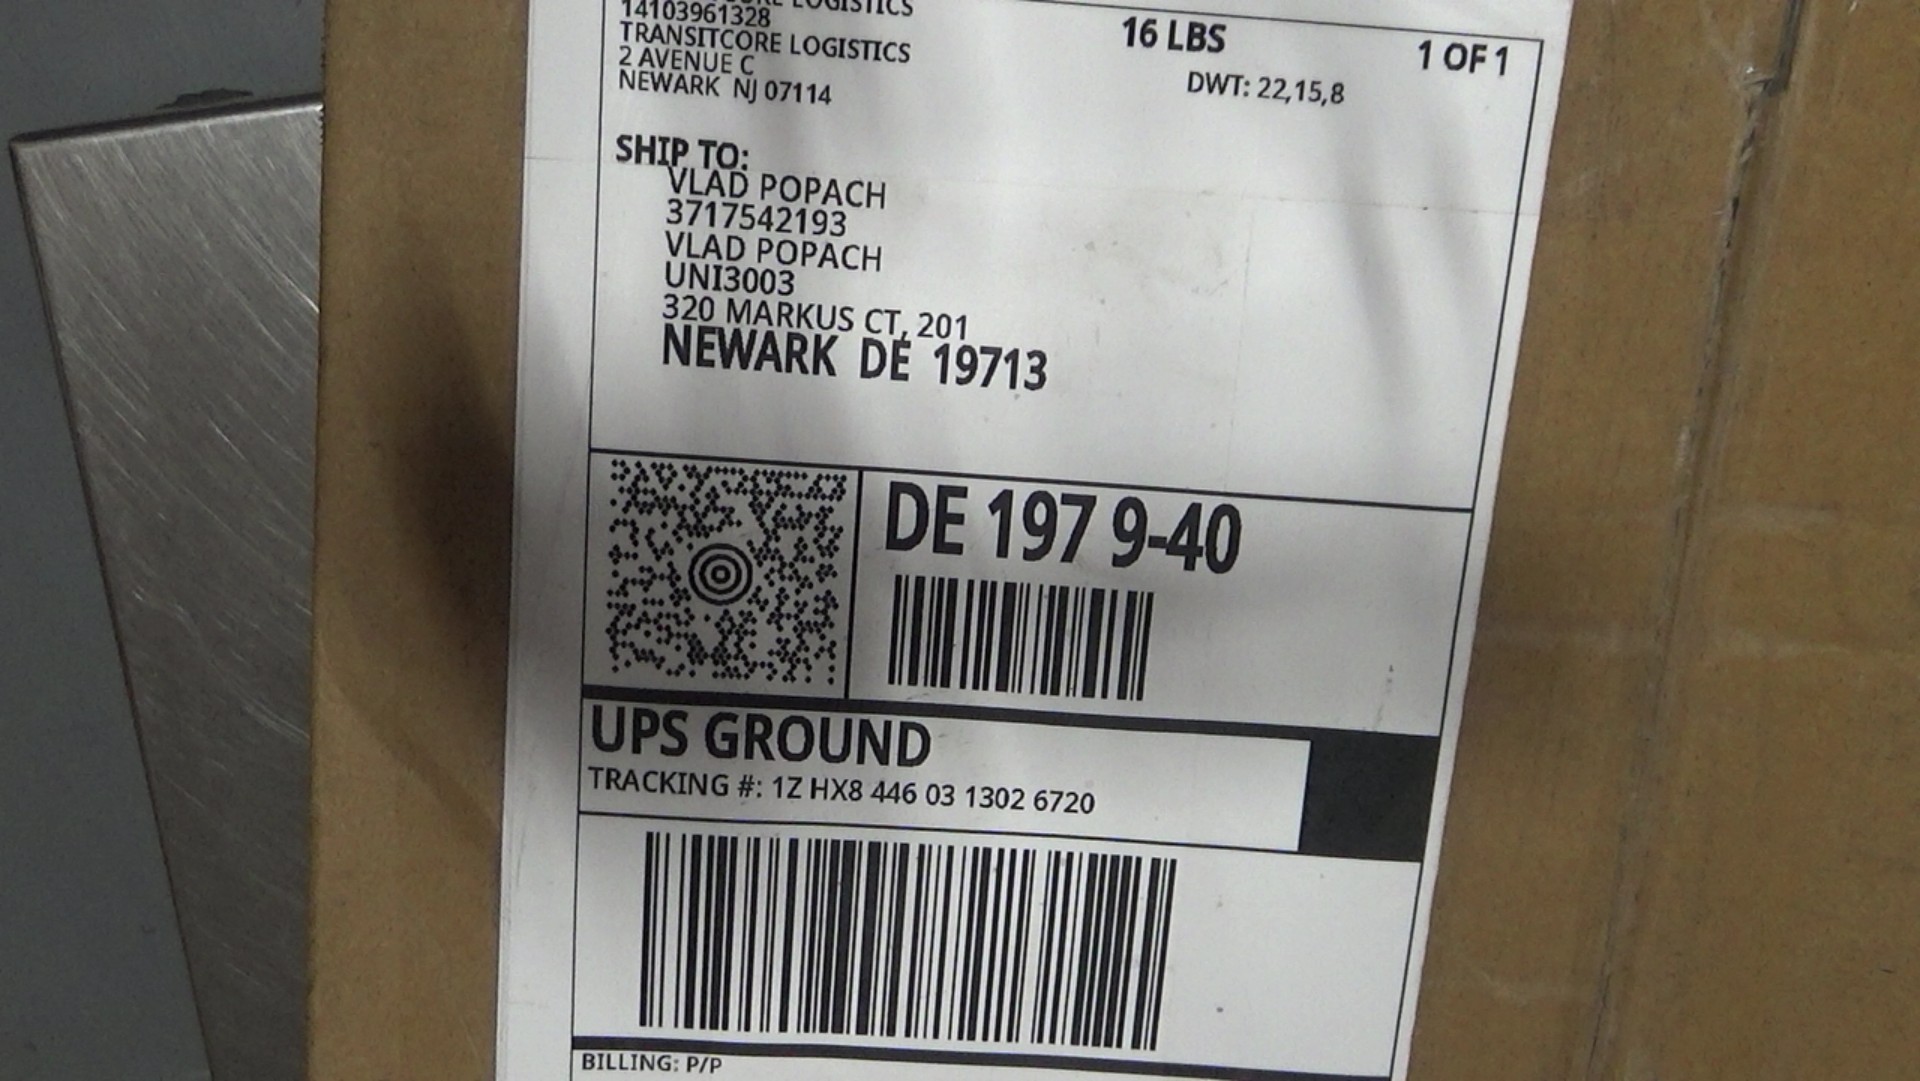 LOGISTICS
14103961328
TRANSITCORE LOGISTICS
2 AVENUE C
NEWARK NJ 07114
16 LBS
1 OF 1
DWT: 22,15,8
SHIP TO:
VLAD POPACH
3717542193
VLAD POPACH
UNI3003
320 MARKUS CT, 201
NEWARK DE 19713
DE 197 9-40
UPS GROUND
TRACKING #: 1Z HX8 446 03 1302 6720
BILLING: P/P